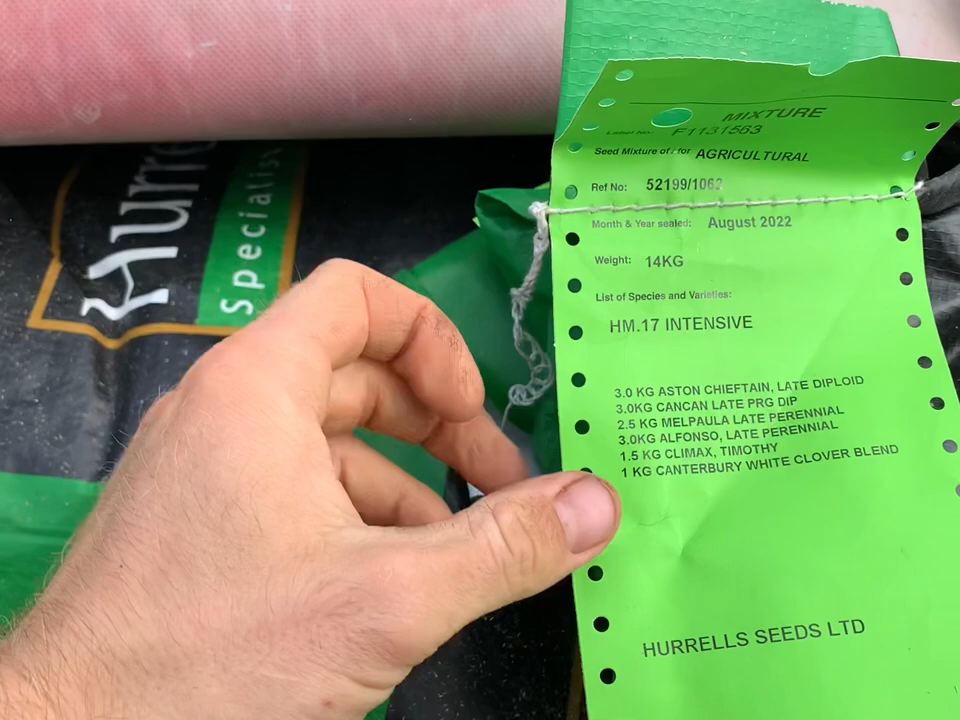 MIXTURE
Label No: F1131563
Seed Mixture of / for AGRICULTURAL
Ref No: 52199/1062
Month & Year sealed: August 2022
Weight: 14KG
List of Species and Varieties:
HM.17 INTENSIVE
3.0 KG ASTON CHIEFTAIN, LATE DIPLOID
3.0KG CANCAN LATE PRG DIP
2.5 KG MELPAULA LATE PERENNIAL
3.0KG ALFONSO, LATE PERENNIAL
1.5 KG CLIMAX, TIMOTHY
1 KG CANTERBURY WHITE CLOVER BLEND
HURRELLS SEEDS LTD